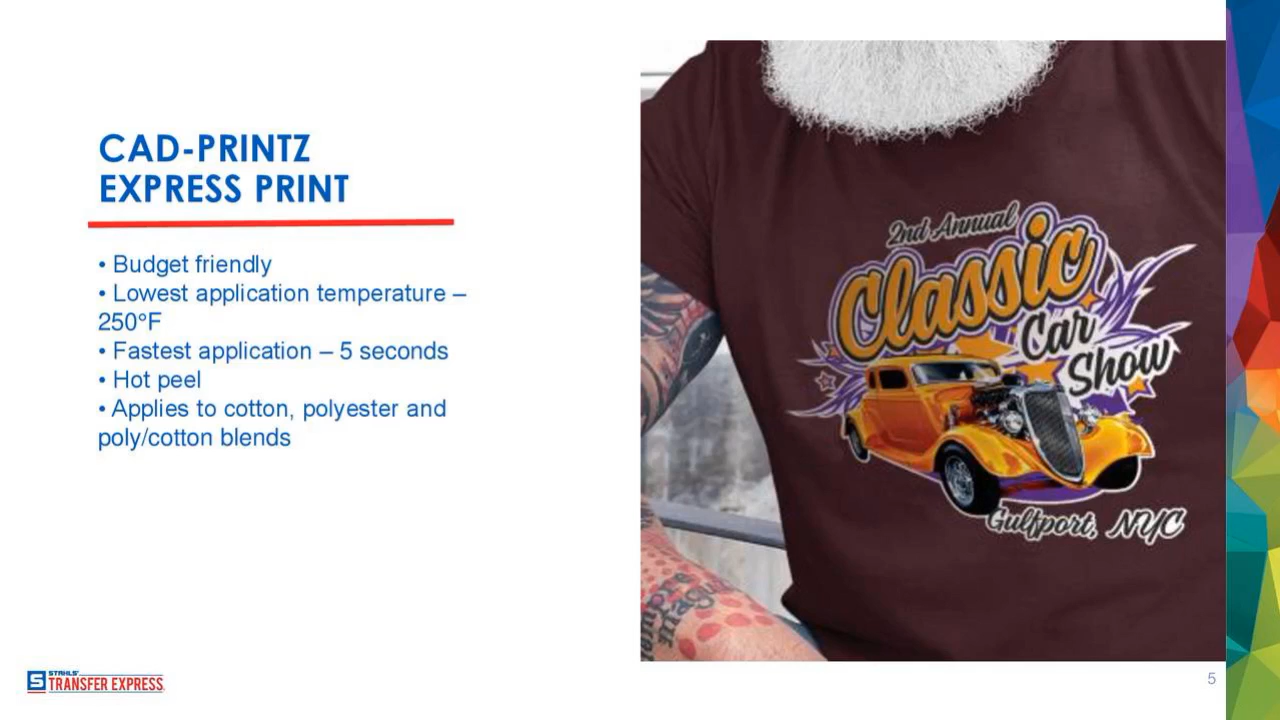 CAD-PRINTZ
EXPRESS PRINT
• Budget friendly
• Lowest application temperature –
250°F
• Fastest application – 5 seconds
• Hot peel
• Applies to cotton, polyester and
poly/cotton blends
2nd Annual
Classic
Car
Show
Gulfport, NYC
STAHLS'
TRANSFER EXPRESS
5